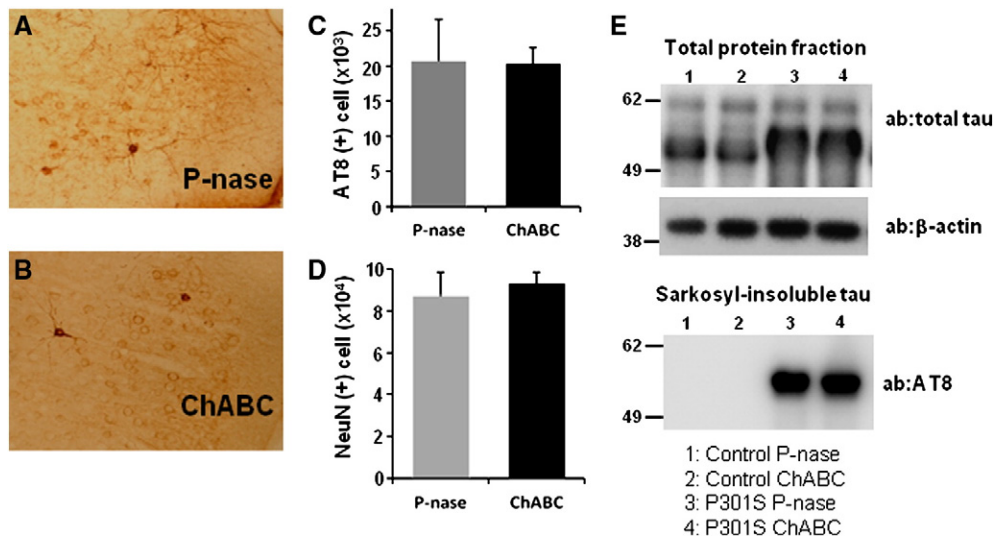 A
P-nase
B
ChABC
C
AT8 (+) cell (x10³)
25
20
15
10
5
0
P-nase ChABC
D
NeuN (+) cell (x10⁴)
10
8
6
4
2
0
P-nase ChABC
E
Total protein fraction
1 2 3 4
62
49
ab:total tau
38
ab:β-actin
Sarkosyl-insoluble tau
1 2 3 4
62
49
ab:AT8
1: Control P-nase
2: Control ChABC
3: P301S P-nase
4: P301S ChABC